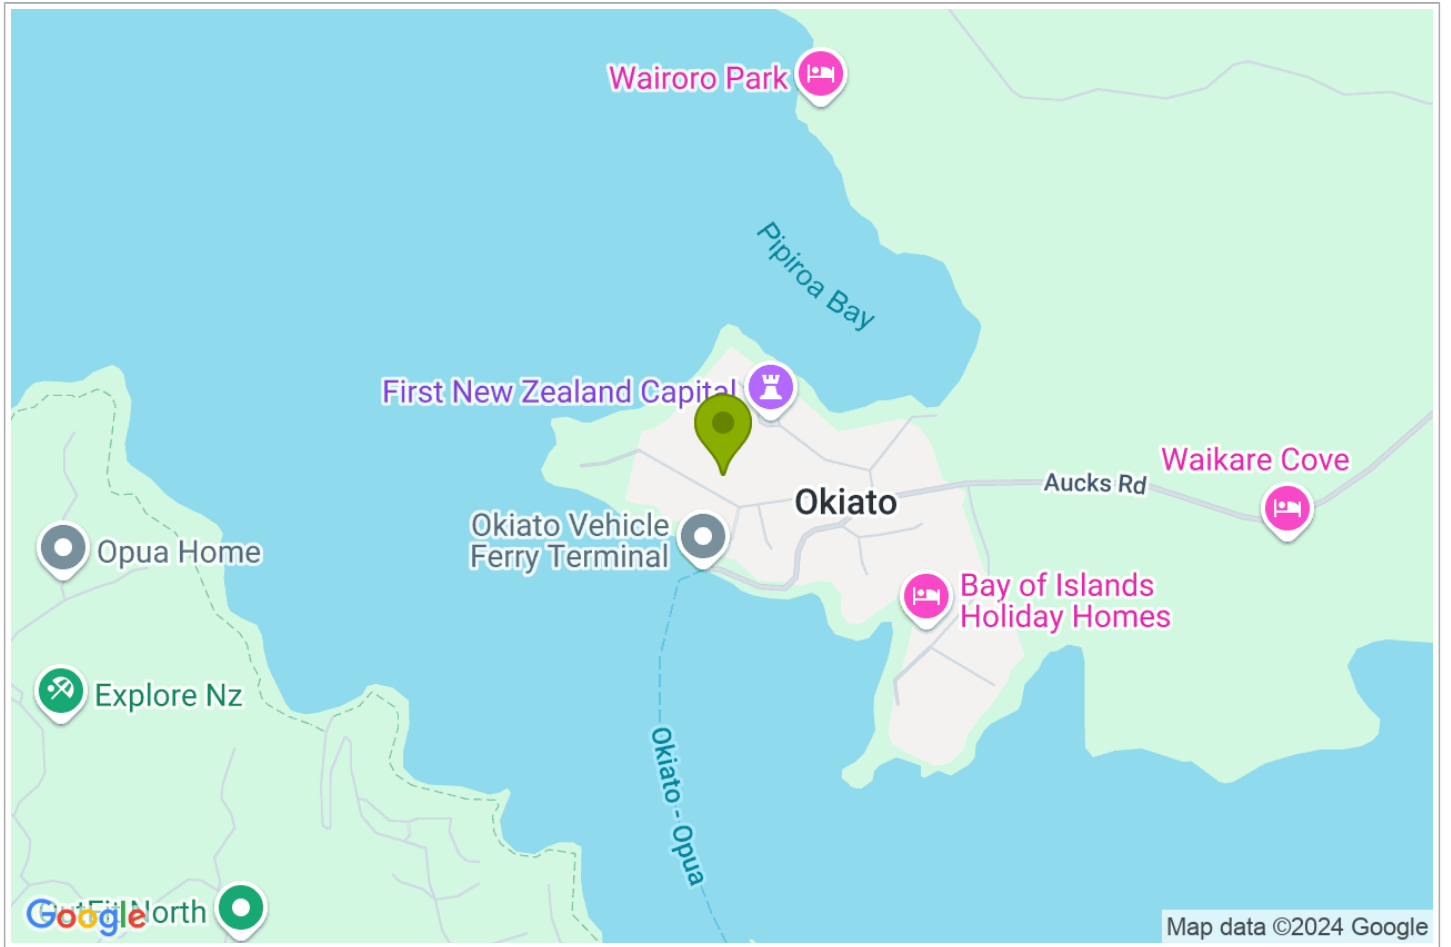 Wairoro Park
Pipiroa Bay
First New Zealand Capital
Waikare Cove
Aucks Rd
Okiato
Okiato Vehicle
Ferry Terminal
Opua Home
Bay of Islands
Holiday Homes
Explore Nz
Okiato - Opua
North
Google
Map data ©2024 Google